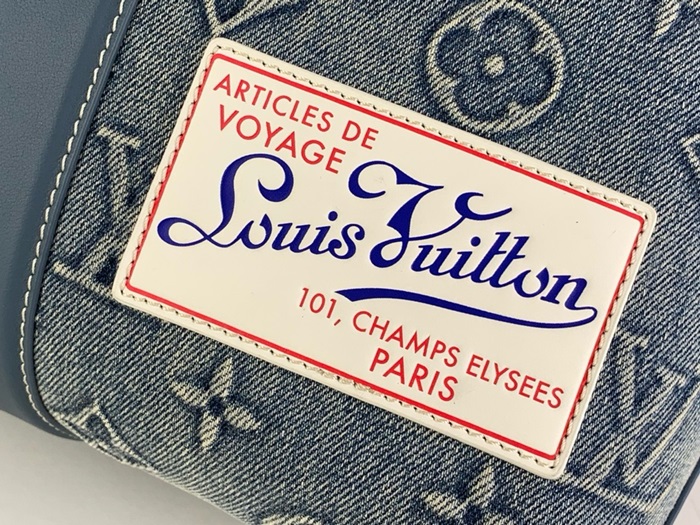 ARTICLES DE
VOYAGE
Louis Vuitton
101, CHAMPS ELYSEES
PARIS